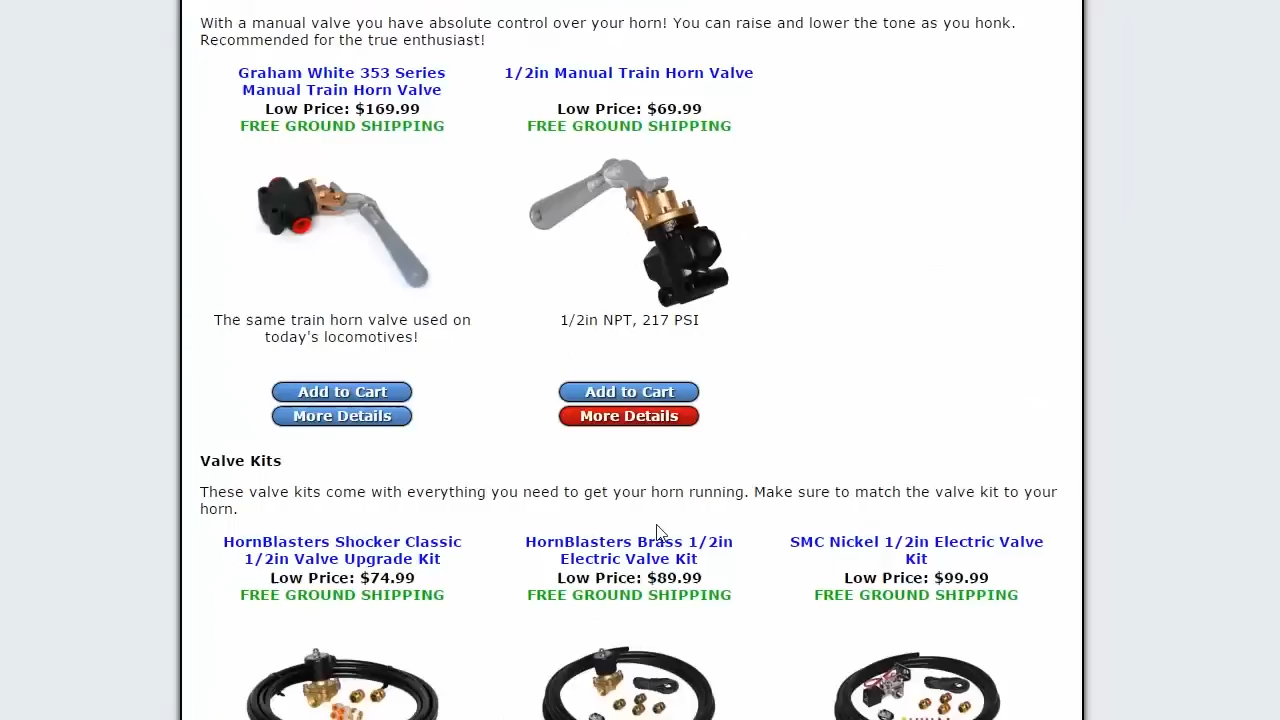 With a manual valve you have absolute control over your horn! You can raise and lower the tone as you honk.
Recommended for the true enthusiast!
Graham White 353 Series
Manual Train Horn Valve
Low Price: $169.99
FREE GROUND SHIPPING
The same train horn valve used on
today's locomotives!
Add to Cart
More Details
1/2in Manual Train Horn Valve
Low Price: $69.99
FREE GROUND SHIPPING
1/2in NPT, 217 PSI
Add to Cart
More Details
Valve Kits
These valve kits come with everything you need to get your horn running. Make sure to match the valve kit to your
horn.
HornBlasters Shocker Classic
1/2in Valve Upgrade Kit
Low Price: $74.99
FREE GROUND SHIPPING
HornBlasters Brass 1/2in
Electric Valve Kit
Low Price: $89.99
FREE GROUND SHIPPING
SMC Nickel 1/2in Electric Valve
Kit
Low Price: $99.99
FREE GROUND SHIPPING